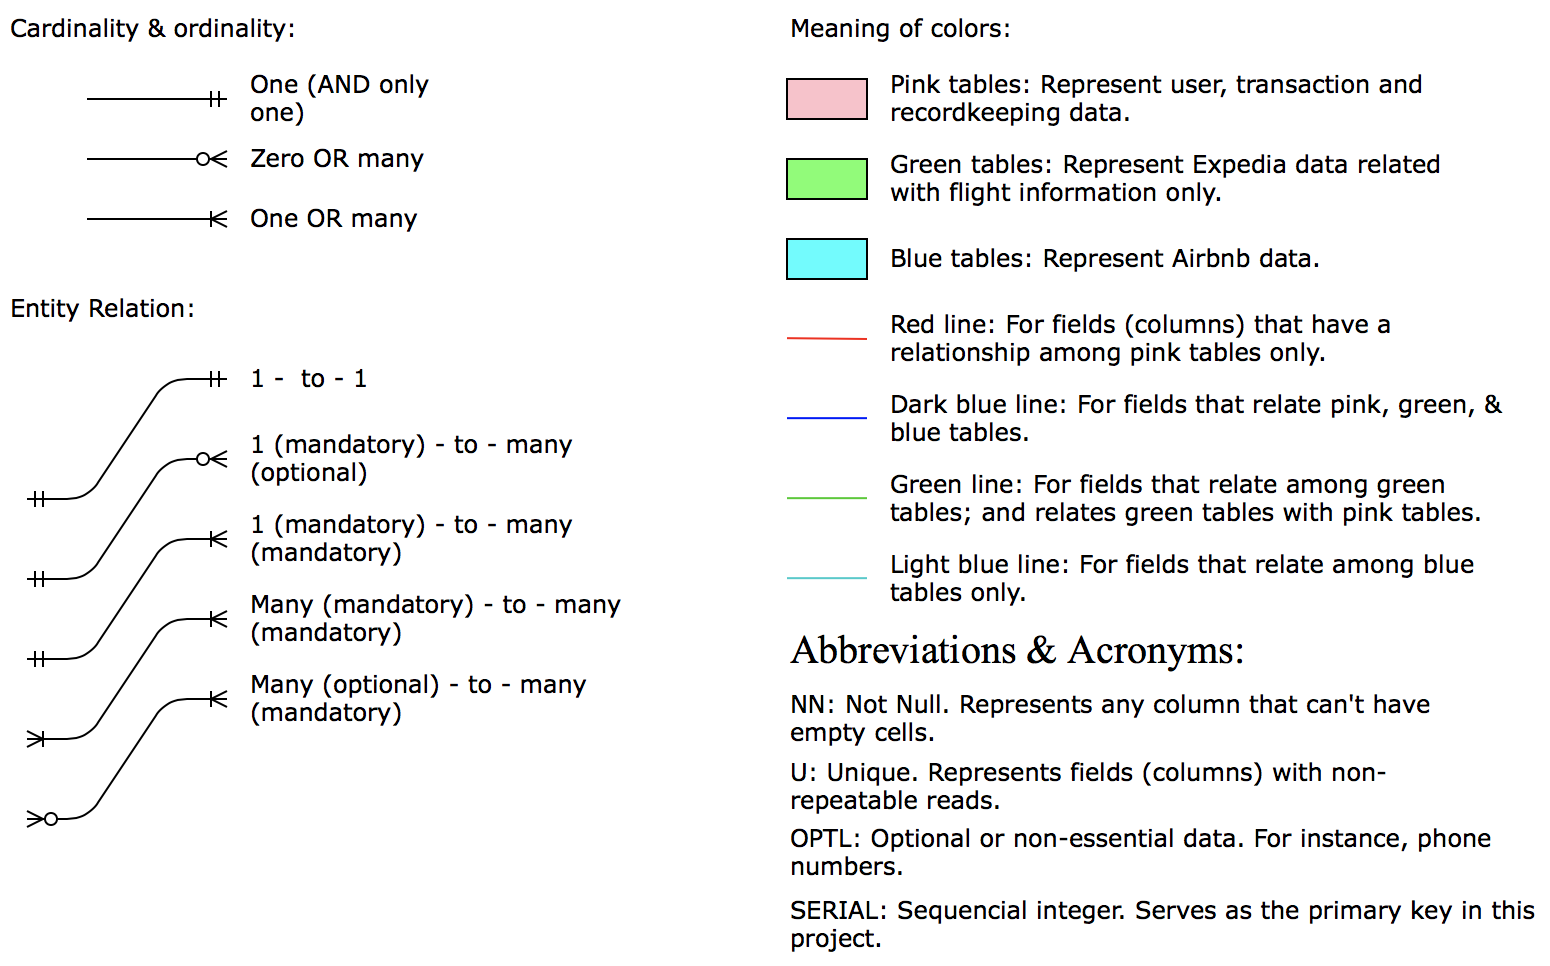 Cardinality & ordinality:
One (AND only
one)
Zero OR many
One OR many
Entity Relation:
1 -  to - 1
1 (mandatory) - to - many
(optional)
1 (mandatory) - to - many
(mandatory)
Many (mandatory) - to - many
(mandatory)
Many (optional) - to - many
(mandatory)
Meaning of colors:
Pink tables: Represent user, transaction and
recordkeeping data.
Green tables: Represent Expedia data related
with flight information only.
Blue tables: Represent Airbnb data.
Red line: For fields (columns) that have a
relationship among pink tables only.
Dark blue line: For fields that relate pink, green, &
blue tables.
Green line: For fields that relate among green
tables; and relates green tables with pink tables.
Light blue line: For fields that relate among blue
tables only.
Abbreviations & Acronyms:
NN: Not Null. Represents any column that can't have
empty cells.
U: Unique. Represents fields (columns) with non-
repeatable reads.
OPTL: Optional or non-essential data. For instance, phone
numbers.
SERIAL: Sequencial integer. Serves as the primary key in this
project.